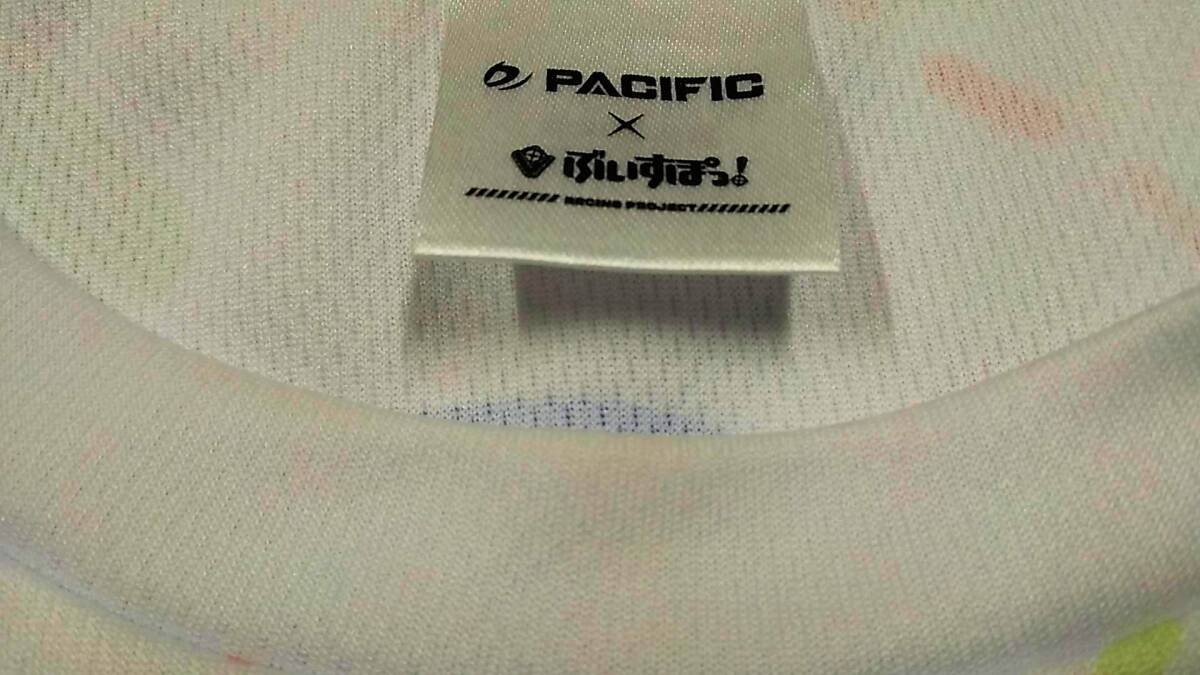 PACIFIC
×
ぶいすぽっ!
RACING PROJECT